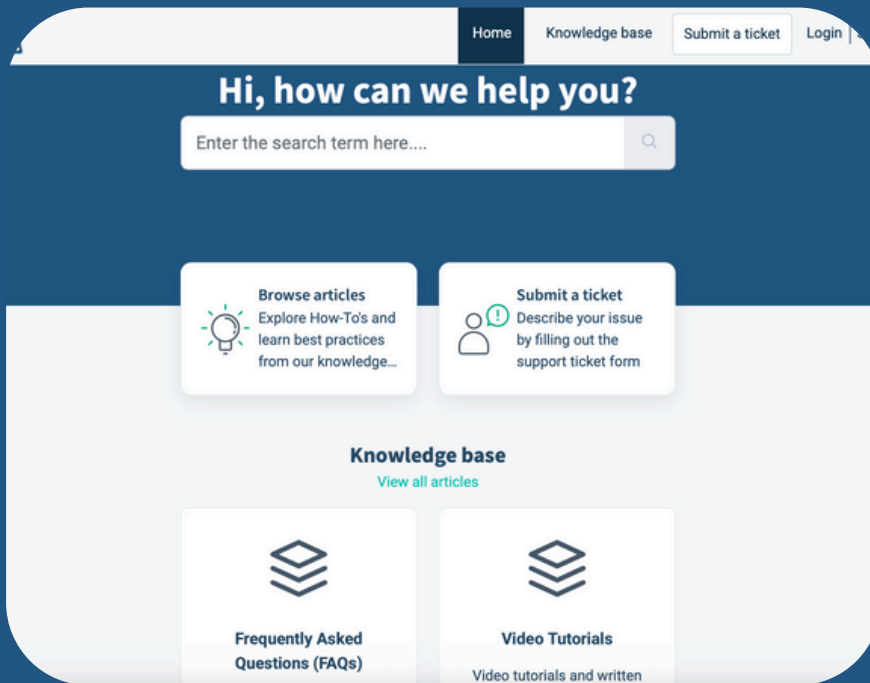 Home Knowledge base Submit a ticket Login
Hi, how can we help you?
Enter the search term here....
Browse articles
Explore How-To's and
learn best practices
from our knowledge...
Submit a ticket
Describe your issue
by filling out the
support ticket form
Knowledge base
View all articles
Frequently Asked
Questions (FAQs)
Video Tutorials
Video tutorials and written